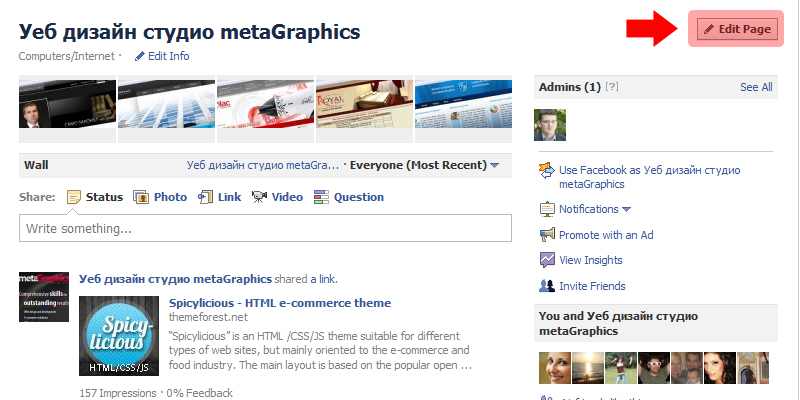 Уеб дизайн студио metaGraphics
Edit Page
Computers/Internet · Edit Info
Admins (1) [?] See All
Wall Уеб дизайн студио metaGra... · Everyone (Most Recent)
Use Facebook as Уеб дизайн студио
metaGraphics
Share: Status Photo Link Video Question
Notifications
Write something...
Promote with an Ad
View Insights
Уеб дизайн студио metaGraphics shared a link.
Invite Friends
metaGraphics
Comprehensive skills for
outstanding results
Spicy-
licious
HTML/CSS/JS
Spicylicious - HTML e-commerce theme
themeforest.net
“Spicylicious” is an HTML /CSS/JS theme suitable for different
types of web sites, but mainly oriented to the e-commerce and
food industry. The main layout is based on the popular open ...
157 Impressions · 0% Feedback
You and Уеб дизайн студио
metaGraphics